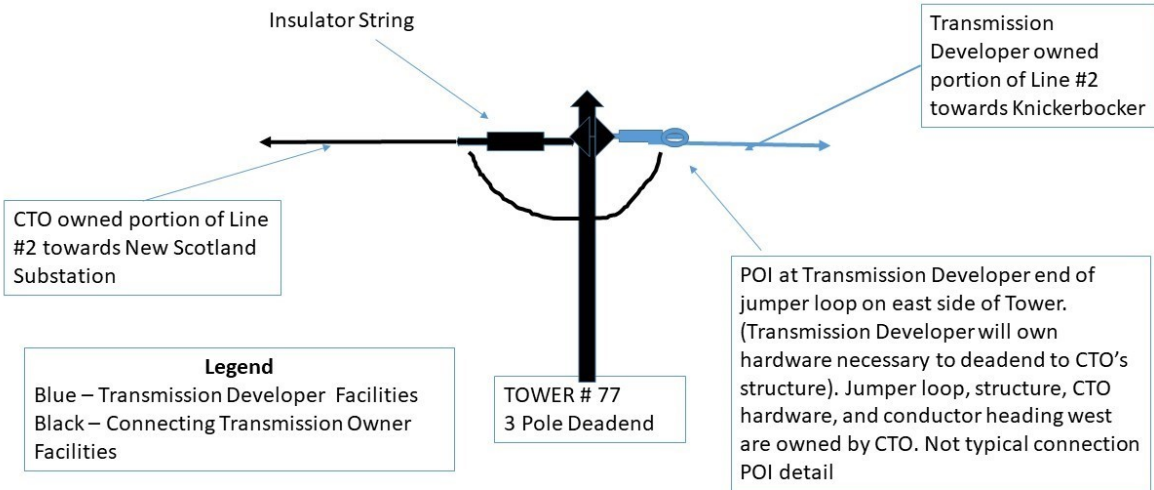 Insulator String
Transmission
Developer owned
portion of Line #2
towards Knickerbocker
CTO owned portion of Line
#2 towards New Scotland
Substation
POI at Transmission Developer end of
jumper loop on east side of Tower.
(Transmission Developer will own
hardware necessary to deadend to CTO’s
structure). Jumper loop, structure, CTO
hardware, and conductor heading west
are owned by CTO. Not typical connection
POI detail
Legend
Blue – Transmission Developer Facilities
Black – Connecting Transmission Owner
Facilities
TOWER # 77
3 Pole Deadend